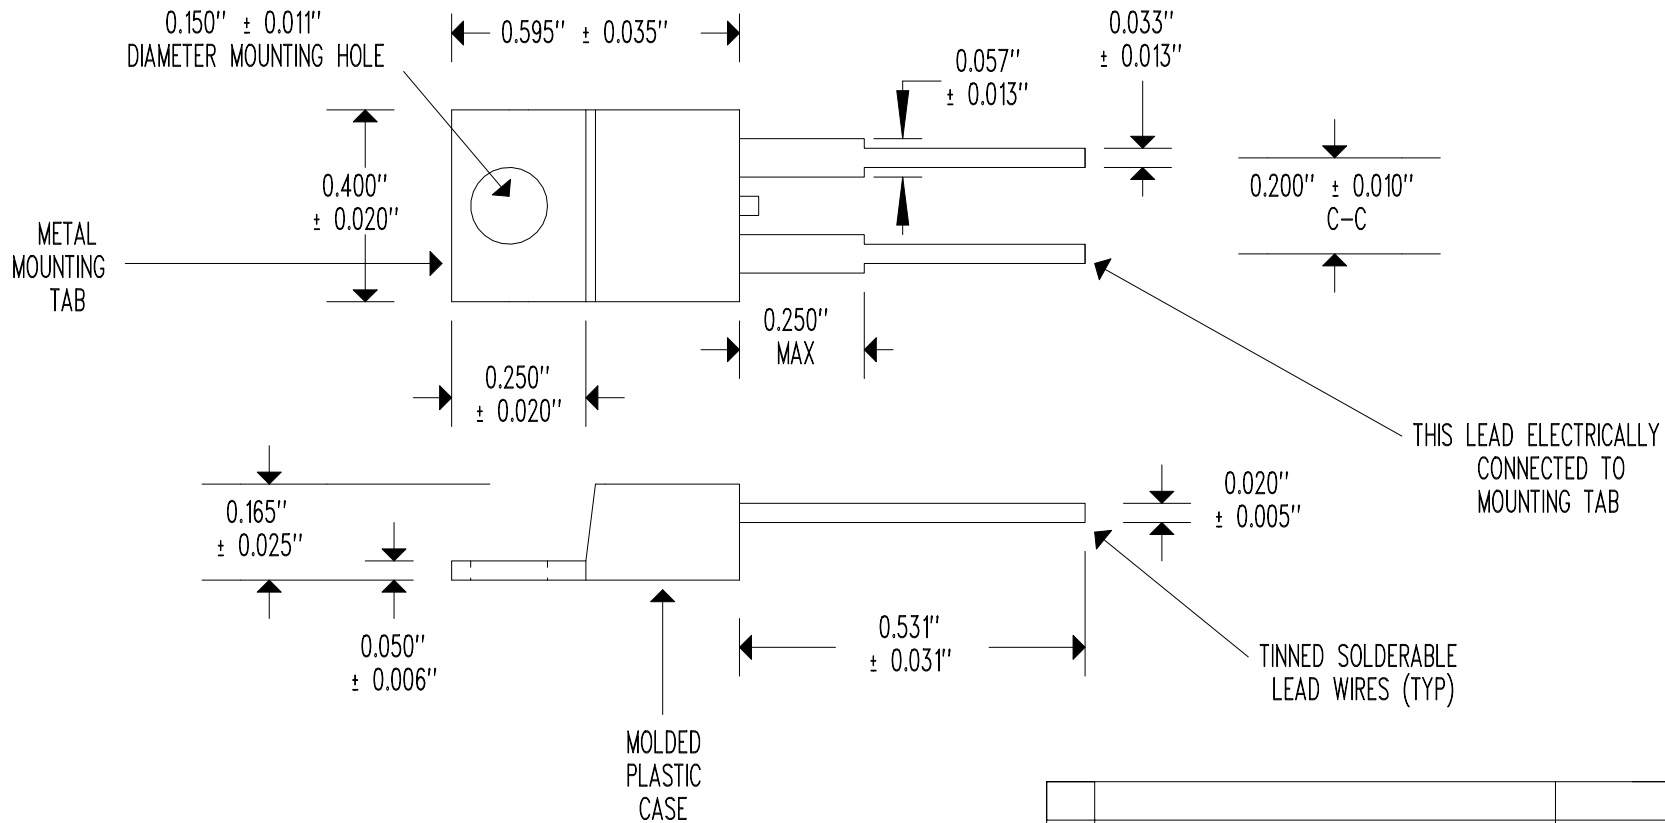 0.150" ± 0.011"
DIAMETER MOUNTING HOLE
0.595" ± 0.035"
0.033"
± 0.013"
0.057"
± 0.013"
0.400"
± 0.020"
0.200" ± 0.010"
C-C
METAL
MOUNTING
TAB
0.250"
MAX
0.250"
± 0.020"
THIS LEAD ELECTRICALLY
CONNECTED TO
MOUNTING TAB
0.165"
± 0.025"
0.020"
± 0.005"
0.050"
± 0.006"
0.531"
± 0.031"
TINNED SOLDERABLE
LEAD WIRES (TYP)
MOLDED
PLASTIC
CASE